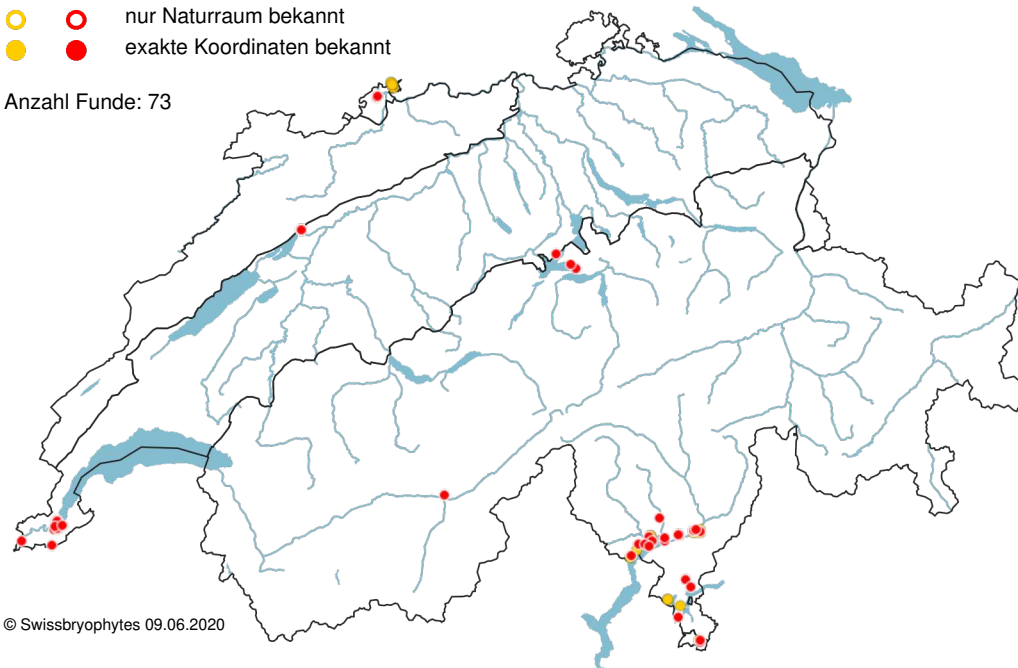 nur Naturraum bekannt
exakte Koordinaten bekannt
Anzahl Funde: 73
© Swissbryophytes 09.06.2020